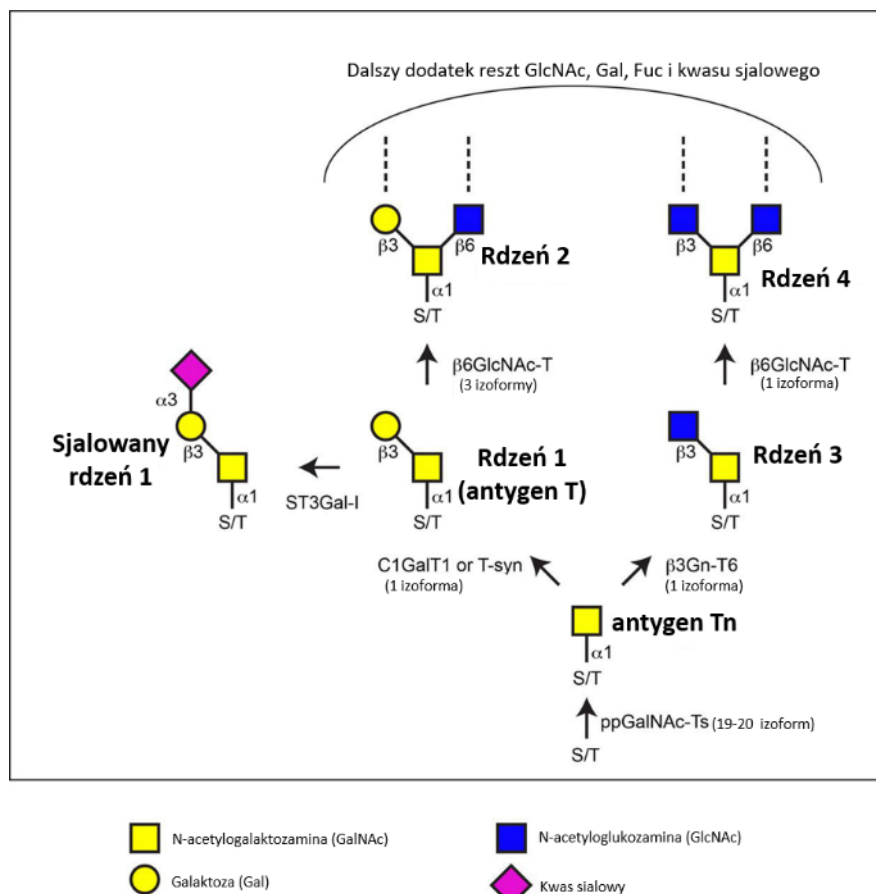 Dalszy dodatek reszt GlcNAc, Gal, Fuc i kwasu sjalowego
β3 β6
Rdzeń 2
α1
S/T
β3 β6
Rdzeń 4
α1
S/T
β6GlcNAc-T
(3 izoformy)
β6GlcNAc-T
(1 izoforma)
α3
Sjalowany
rdzeń 1
β3
α1
S/T
ST3Gal-I
β3
Rdzeń 1
(antygen T)
α1
S/T
β3
Rdzeń 3
α1
S/T
C1GalT1 or T-syn
(1 izoforma)
β3Gn-T6
(1 izoforma)
antygen Tn
α1
S/T
ppGalNAc-Ts (19-20 izoform)
S/T
N-acetylogalaktozamina (GalNAc)
N-acetyloglukozamina (GlcNAc)
Galaktoza (Gal)
Kwas sialowy